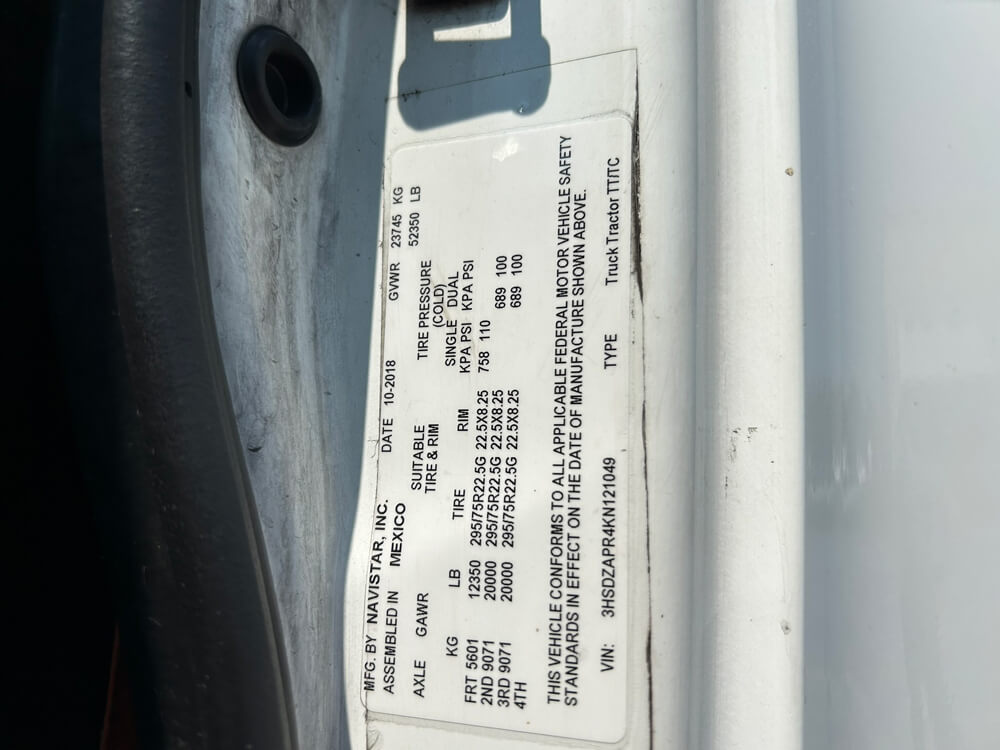 MFG. BY NAVISTAR, INC. DATE 10-2018 GVWR 23745 KG
ASSEMBLED IN MEXICO 52350 LB
AXLE GAWR SUITABLE TIRE PRESSURE
TIRE & RIM (COLD)
SINGLE DUAL
KG LB TIRE RIM KPA PSI KPA PSI
FRT 5601 12350 295/75R22.5G 22.5X8.25 758 110
2ND 9071 20000 295/75R22.5G 22.5X8.25 689 100
3RD 9071 20000 295/75R22.5G 22.5X8.25 689 100
4TH
THIS VEHICLE CONFORMS TO ALL APPLICABLE FEDERAL MOTOR VEHICLE SAFETY
STANDARDS IN EFFECT ON THE DATE OF MANUFACTURE SHOWN ABOVE.
VIN: 3HSDZAPR4KN121049 TYPE Truck Tractor TT/TC